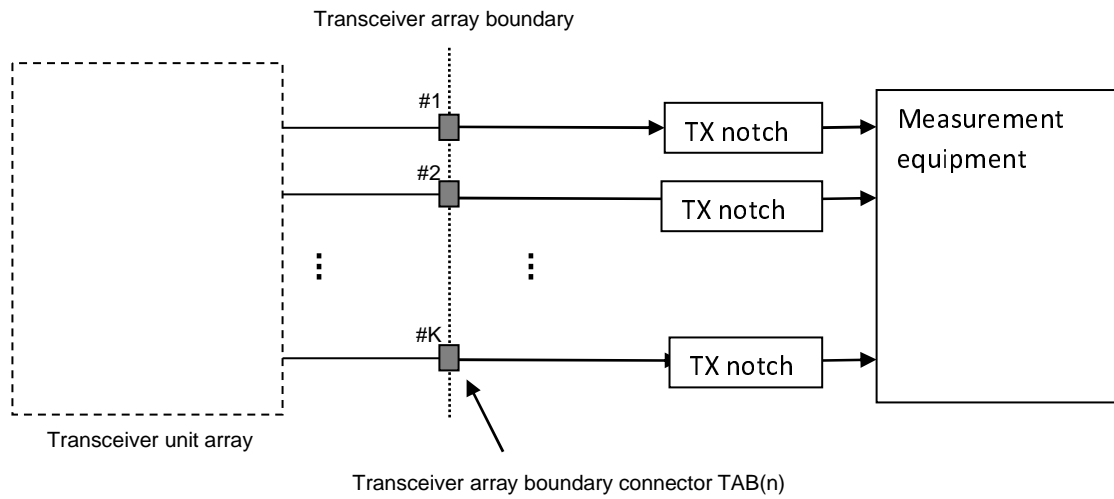 Transceiver array boundary
#1
TX notch
Measurement
equipment
#2
TX notch
#K
TX notch
Transceiver unit array
Transceiver array boundary connector TAB(n)